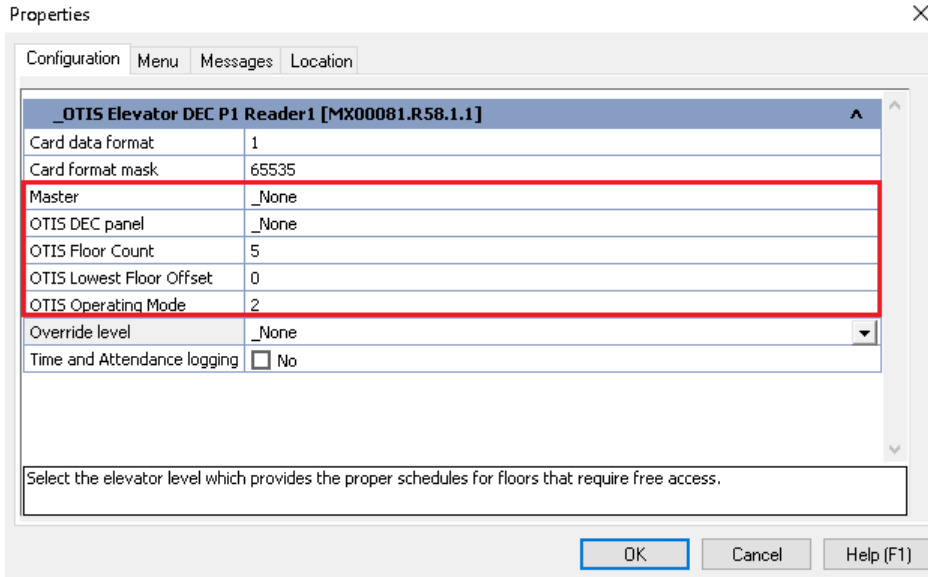 Properties
Configuration Menu Messages Location
_OTIS Elevator DEC P1 Reader1 [MX00081.R58.1.1]
Card data format 1
Card format mask 65535
Master _None
OTIS DEC panel _None
OTIS Floor Count 5
OTIS Lowest Floor Offset 0
OTIS Operating Mode 2
Override level _None
Time and Attendance logging No
Select the elevator level which provides the proper schedules for floors that require free access.
OK Cancel Help (F1)